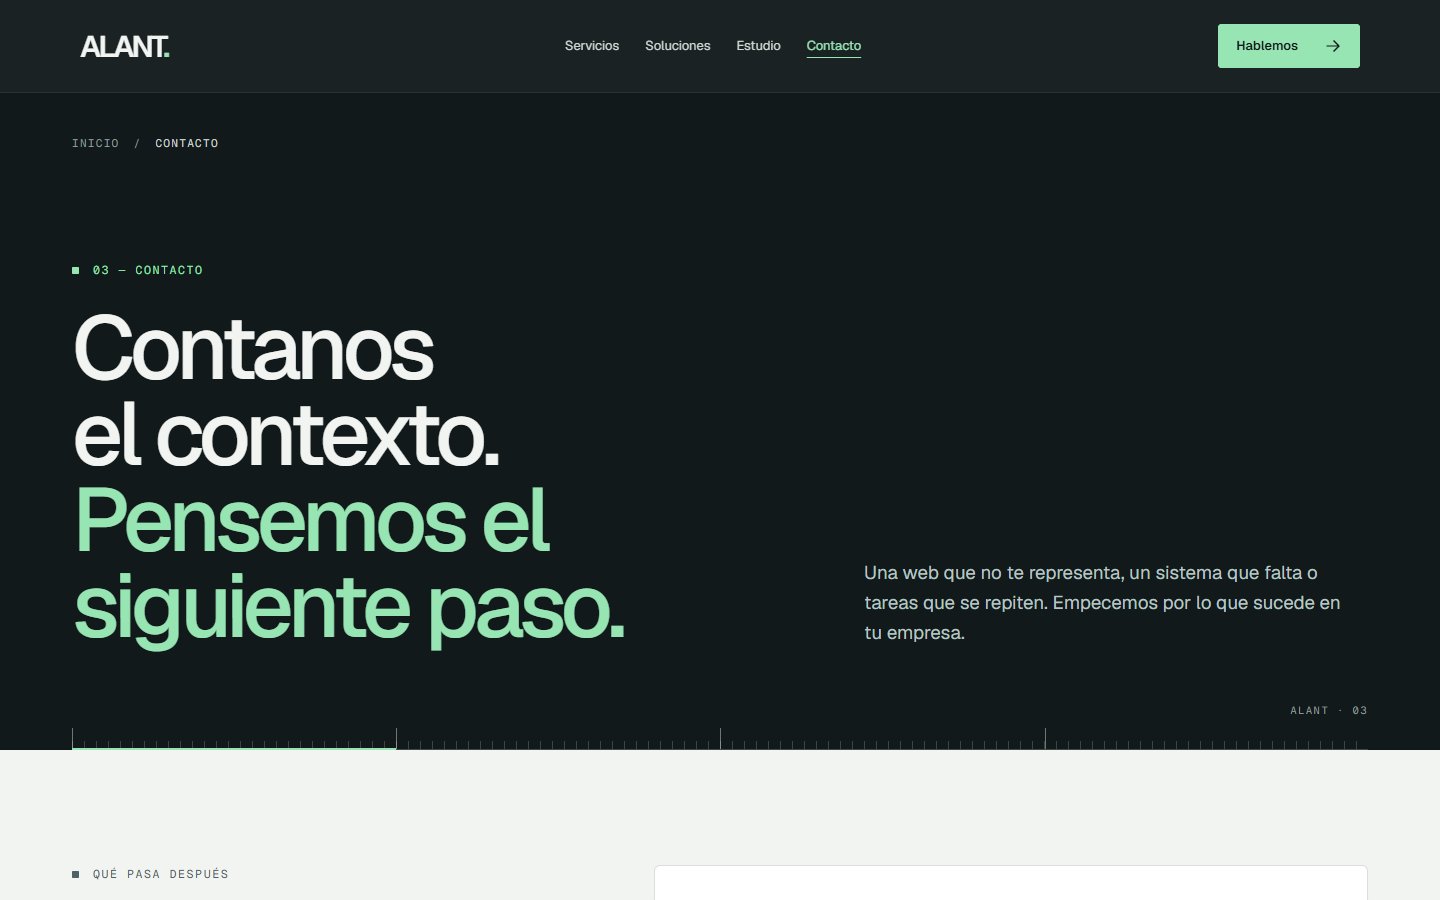 ALANT.
Servicios
Soluciones
Estudio
Contacto
Hablemos
INICIO / CONTACTO
03 — CONTACTO
Contanos
el contexto.
Pensemos el
siguiente paso.
Una web que no te representa, un sistema que falta o
tareas que se repiten. Empecemos por lo que sucede en
tu empresa.
ALANT · 03
QUÉ PASA DESPUÉS